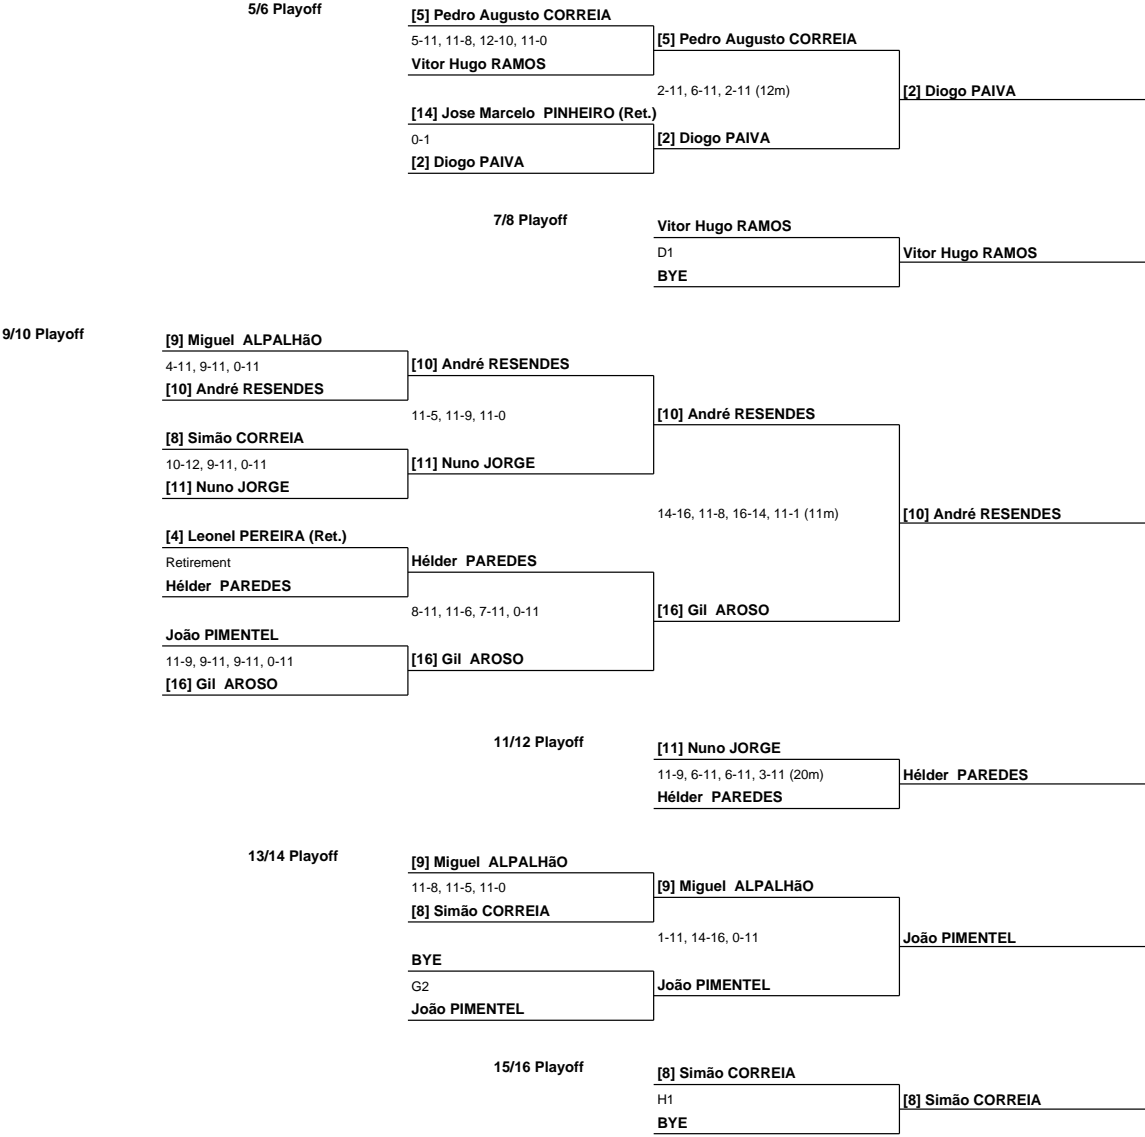 5/6 Playoff
[5] Pedro Augusto CORREIA
5-11, 11-8, 12-10, 11-0
Vitor Hugo RAMOS
[5] Pedro Augusto CORREIA
2-11, 6-11, 2-11 (12m)
[2] Diogo PAIVA
[14] Jose Marcelo PINHEIRO (Ret.)
0-1
[2] Diogo PAIVA
[2] Diogo PAIVA
7/8 Playoff
Vitor Hugo RAMOS
D1
BYE
Vitor Hugo RAMOS
9/10 Playoff
[9] Miguel ALPALHãO
4-11, 9-11, 0-11
[10] André RESENDES
[10] André RESENDES
11-5, 11-9, 11-0
[10] André RESENDES
[8] Simão CORREIA
10-12, 9-11, 0-11
[11] Nuno JORGE
[11] Nuno JORGE
14-16, 11-8, 16-14, 11-1 (11m)
[10] André RESENDES
[4] Leonel PEREIRA (Ret.)
Retirement
Hélder PAREDES
Hélder PAREDES
8-11, 11-6, 7-11, 0-11
[16] Gil AROSO
João PIMENTEL
11-9, 9-11, 9-11, 0-11
[16] Gil AROSO
[16] Gil AROSO
11/12 Playoff
[11] Nuno JORGE
11-9, 6-11, 6-11, 3-11 (20m)
Hélder PAREDES
Hélder PAREDES
13/14 Playoff
[9] Miguel ALPALHãO
11-8, 11-5, 11-0
[8] Simão CORREIA
[9] Miguel ALPALHãO
1-11, 14-16, 0-11
João PIMENTEL
BYE
G2
João PIMENTEL
João PIMENTEL
15/16 Playoff
[8] Simão CORREIA
H1
BYE
[8] Simão CORREIA